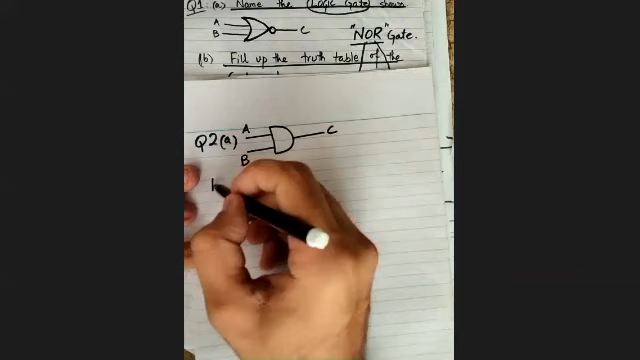 Q1: (a) Name the Logic Gate shown
A
B
C
"NOR" Gate.
(b) Fill up the truth table of the
Q2(a)
A
B
C